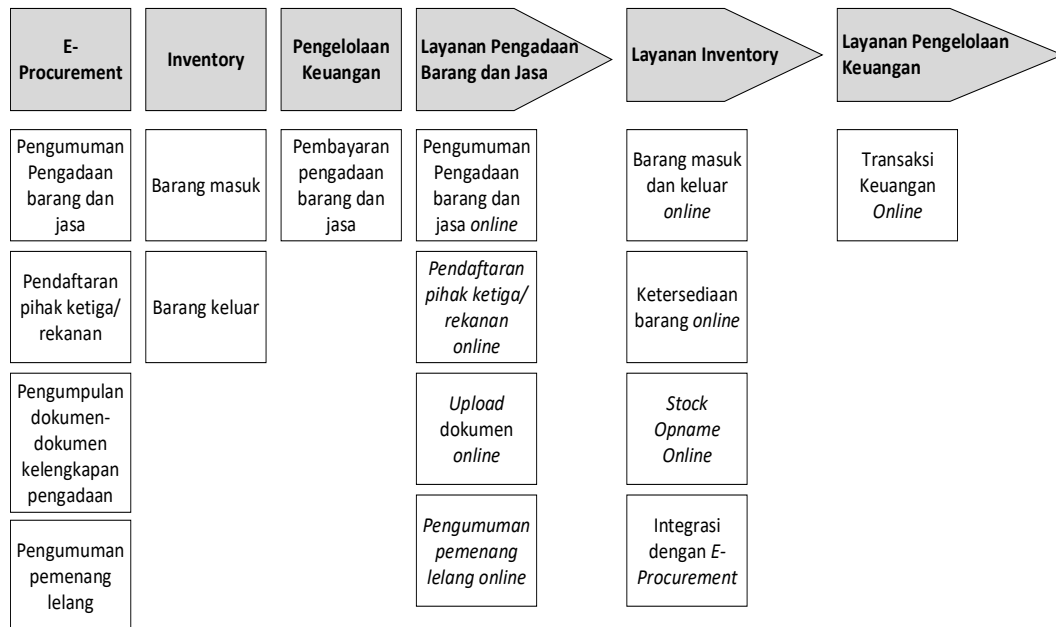 E-
Procurement
Inventory
Pengelolaan
Keuangan
Layanan Pengadaan
Barang dan Jasa
Layanan Inventory
Layanan Pengelolaan
Keuangan
Pengumuman
Pengadaan
barang dan
jasa
Barang masuk
Pembayaran
pengadaan
barang dan
jasa
Pengumuman
Pengadaan
barang dan
jasa online
Barang masuk
dan keluar
online
Transaksi
Keuangan
Online
Pendaftaran
pihak ketiga/
rekanan
Barang keluar
Pendaftaran
pihak ketiga/
rekanan
online
Ketersediaan
barang online
Pengumpulan
dokumen-
dokumen
kelengkapan
pengadaan
Upload
dokumen
online
Stock
Opname
Online
Pengumuman
pemenang
lelang
Pengumuman
pemenang
lelang online
Integrasi
dengan E-
Procurement